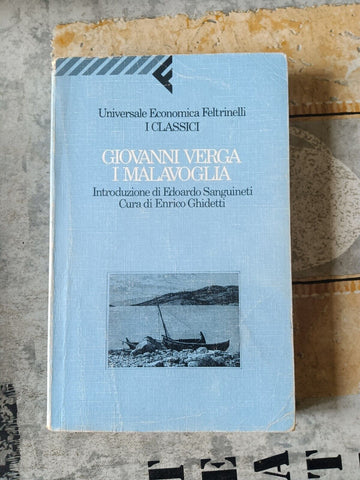 Universale Economica Feltrinelli
I CLASSICI
GIOVANNI VERGA
I MALAVOGLIA
Introduzione di Edoardo Sanguineti
Cura di Enrico Ghidetti